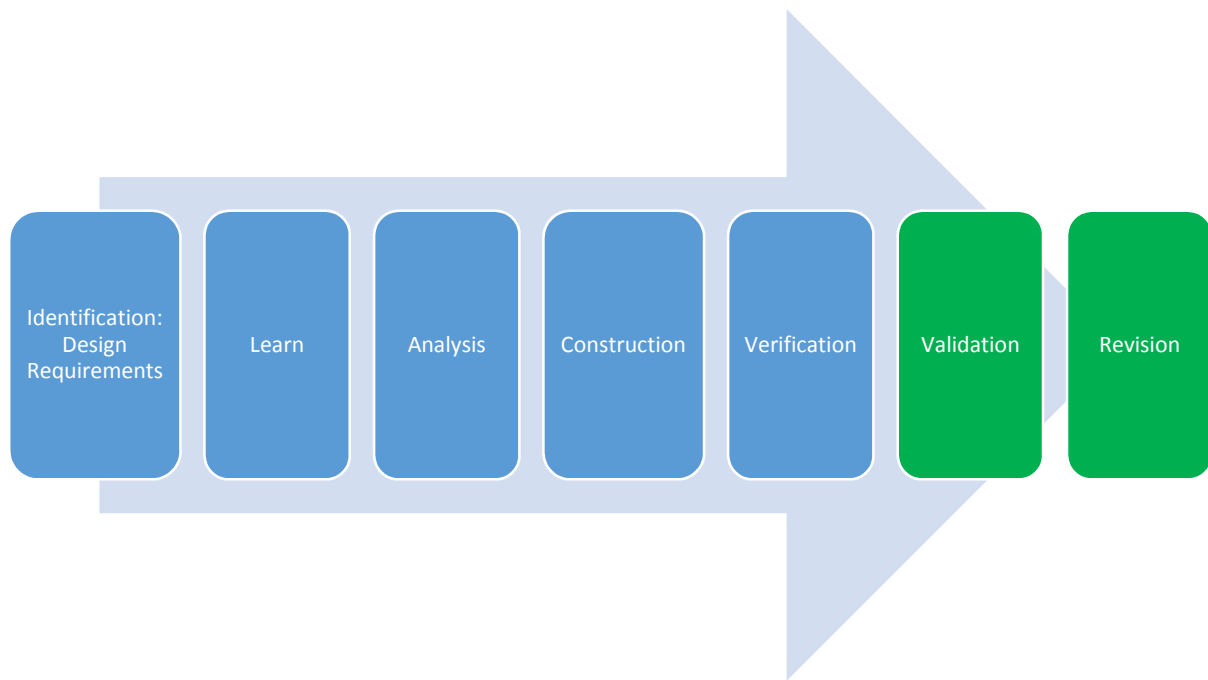 Identification:
Design
Requirements
Learn
Analysis
Construction
Verification
Validation
Revision